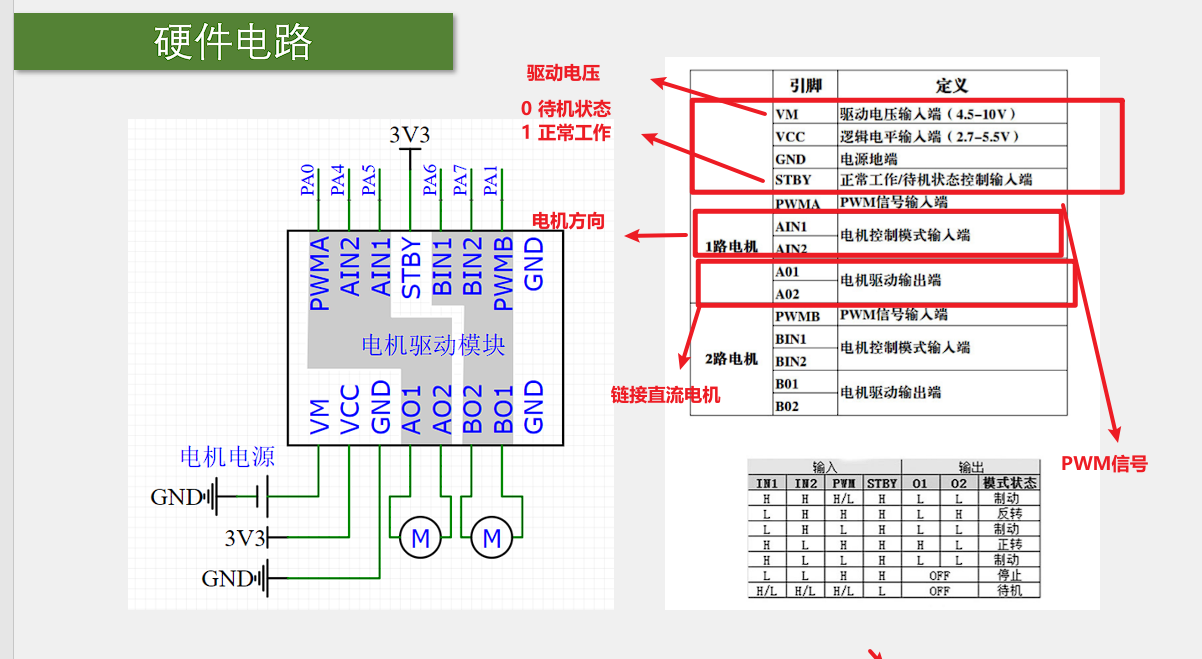 硬件电路
驱动电压
0 待机状态
1 正常工作
电机方向
链接直流电机
PWM信号
3V3
PA0 PA4 PA5 PA6 PA7 PA1
PWMA AIN2 AIN1 STBY BIN1 BIN2 PWMB GND
电机驱动模块
VM VCC GND AO1 AO2 BO2 BO1 GND
电机电源
GND
3V3
GND
M M
引脚 定义
VM 驱动电压输入端（4.5-10V）
VCC 逻辑电平输入端（2.7-5.5V）
GND 电源地端
STBY 正常工作/待机状态控制输入端
1路电机
PWMA PWM信号输入端
AIN1 电机控制模式输入端
AIN2
A01 电机驱动输出端
A02
2路电机
PWMB PWM信号输入端
BIN1 电机控制模式输入端
BIN2
B01 电机驱动输出端
B02
输入 输出
IN1 IN2 PWM STBY O1 O2 模式状态
H H H/L H L L 制动
L H H H L H 反转
L H L H L L 制动
H L H H H L 正转
H L L H L L 制动
L L H H OFF 停止
H/L H/L H/L L OFF 待机